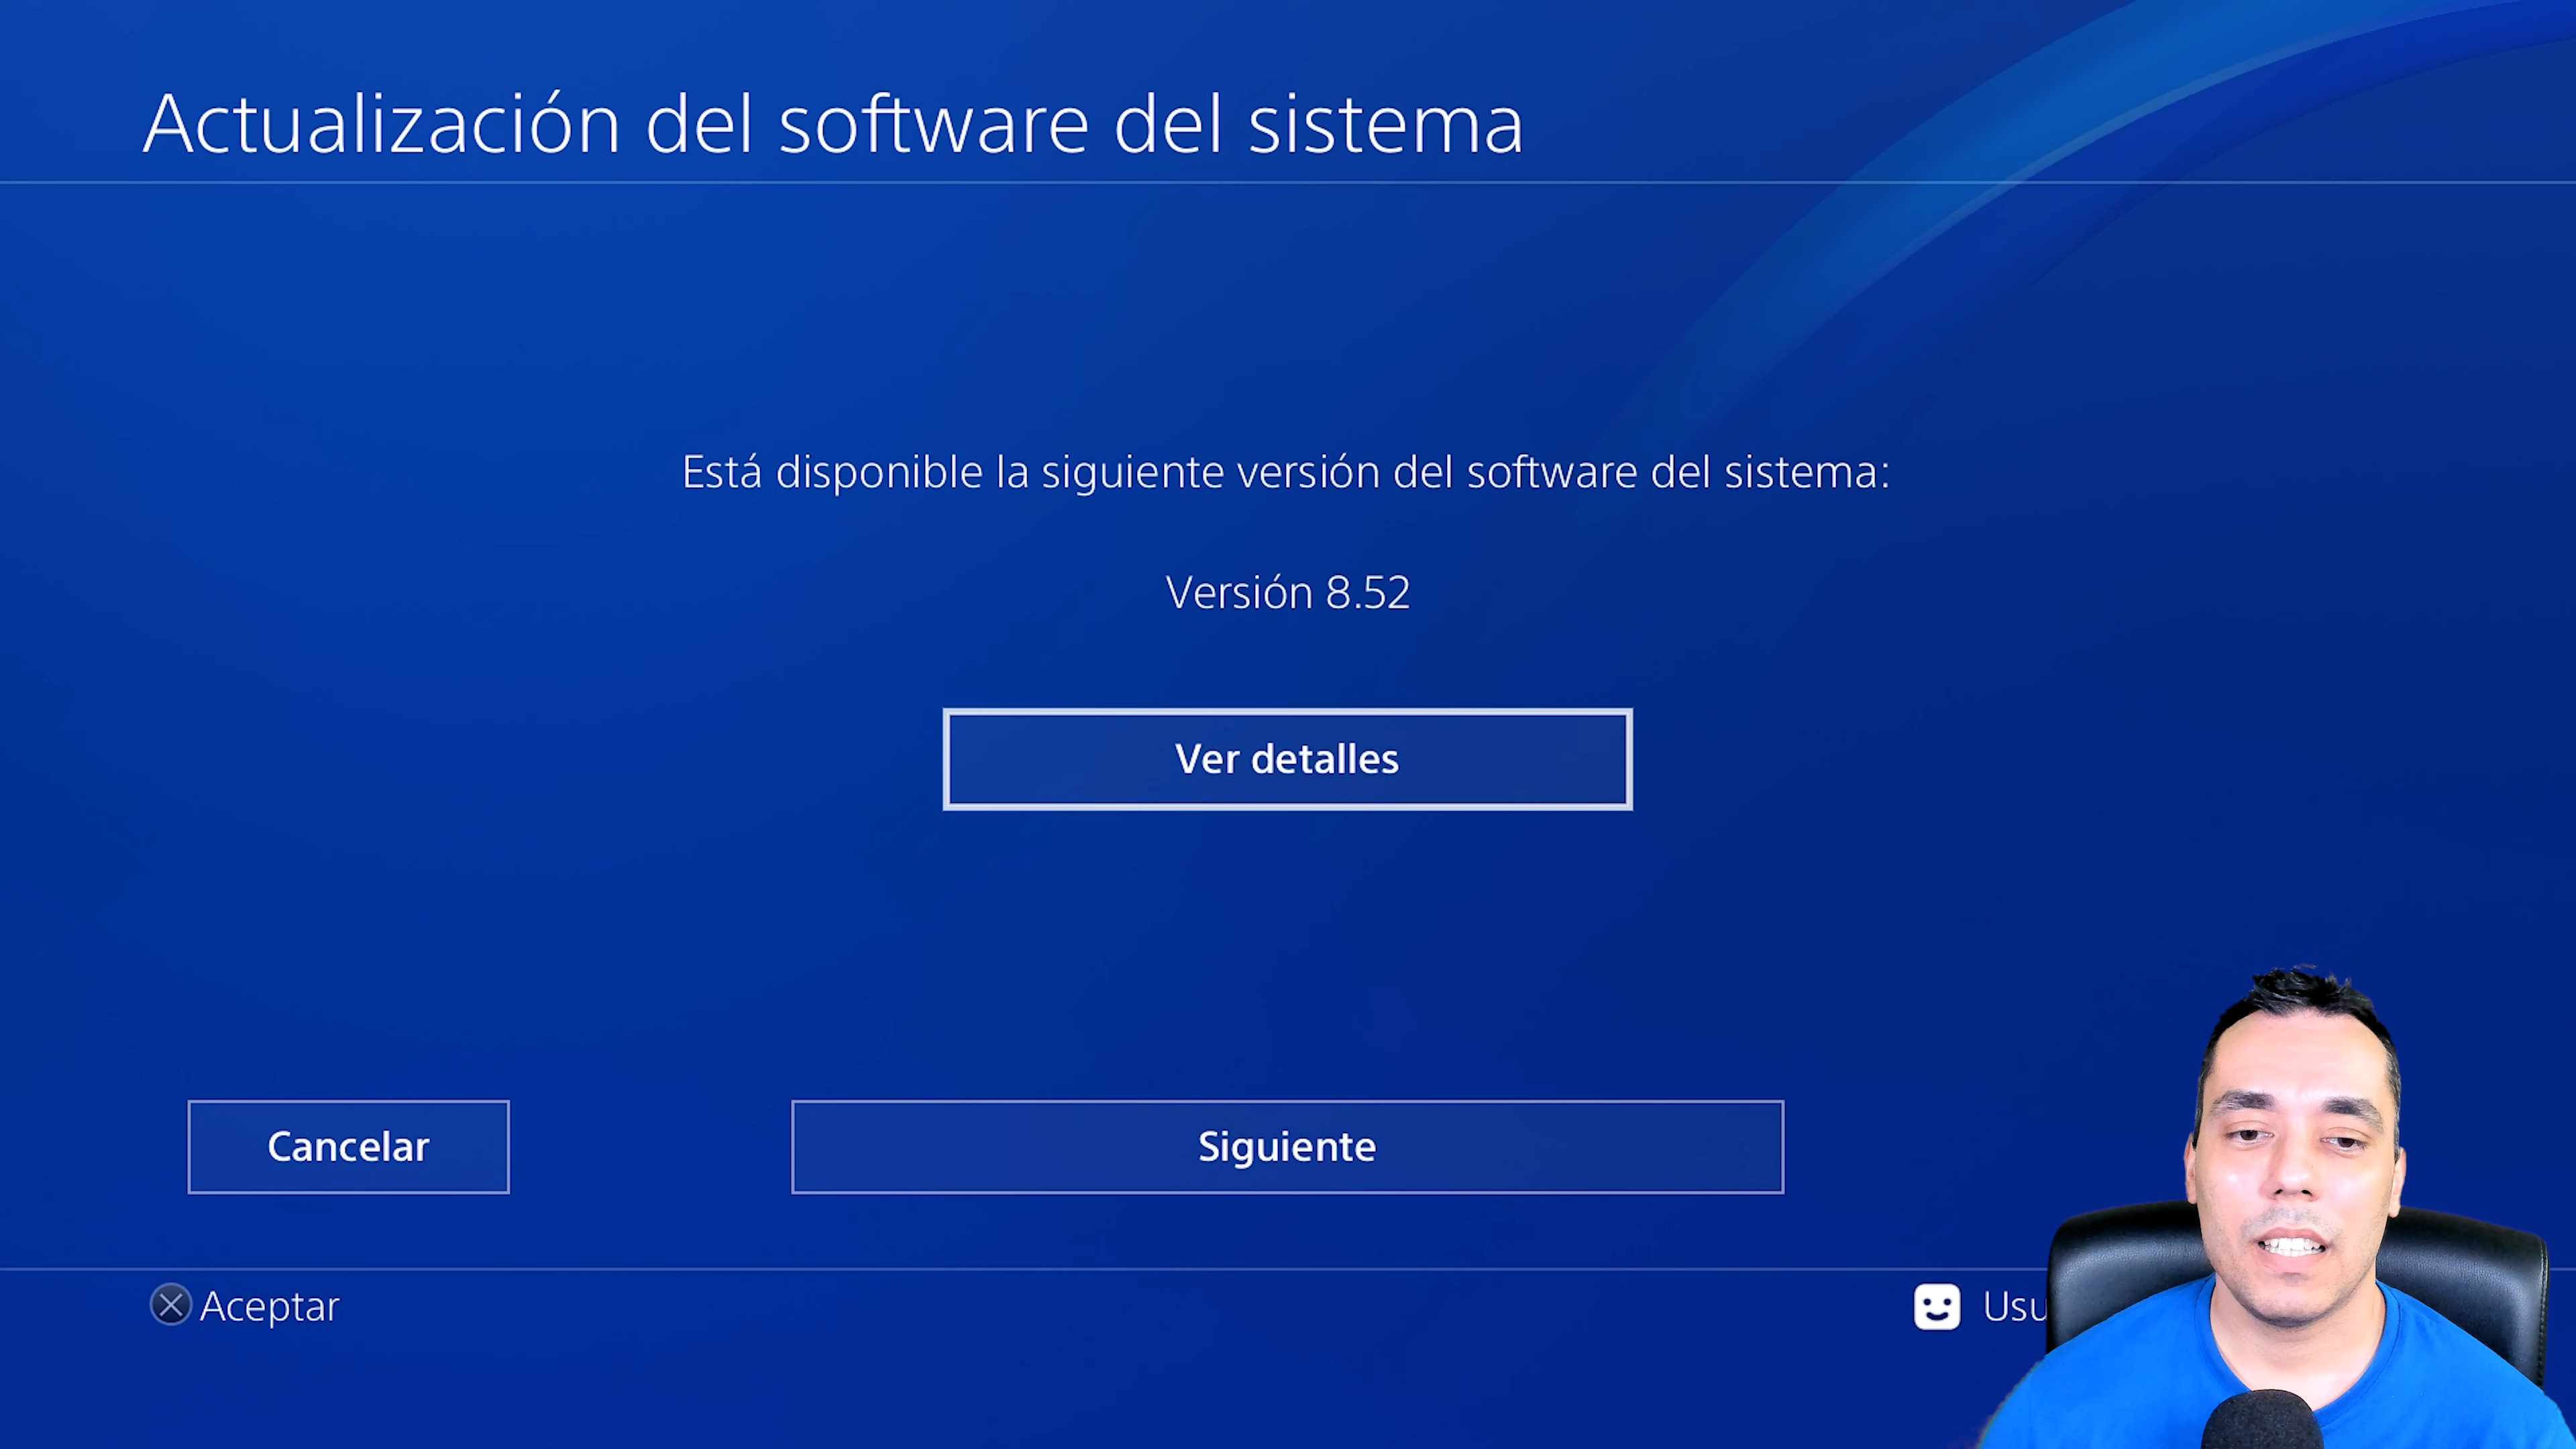 Actualización del software del sistema
Está disponible la siguiente versión del software del sistema:
Versión 8.52
Ver detalles
Cancelar
Siguiente
Aceptar